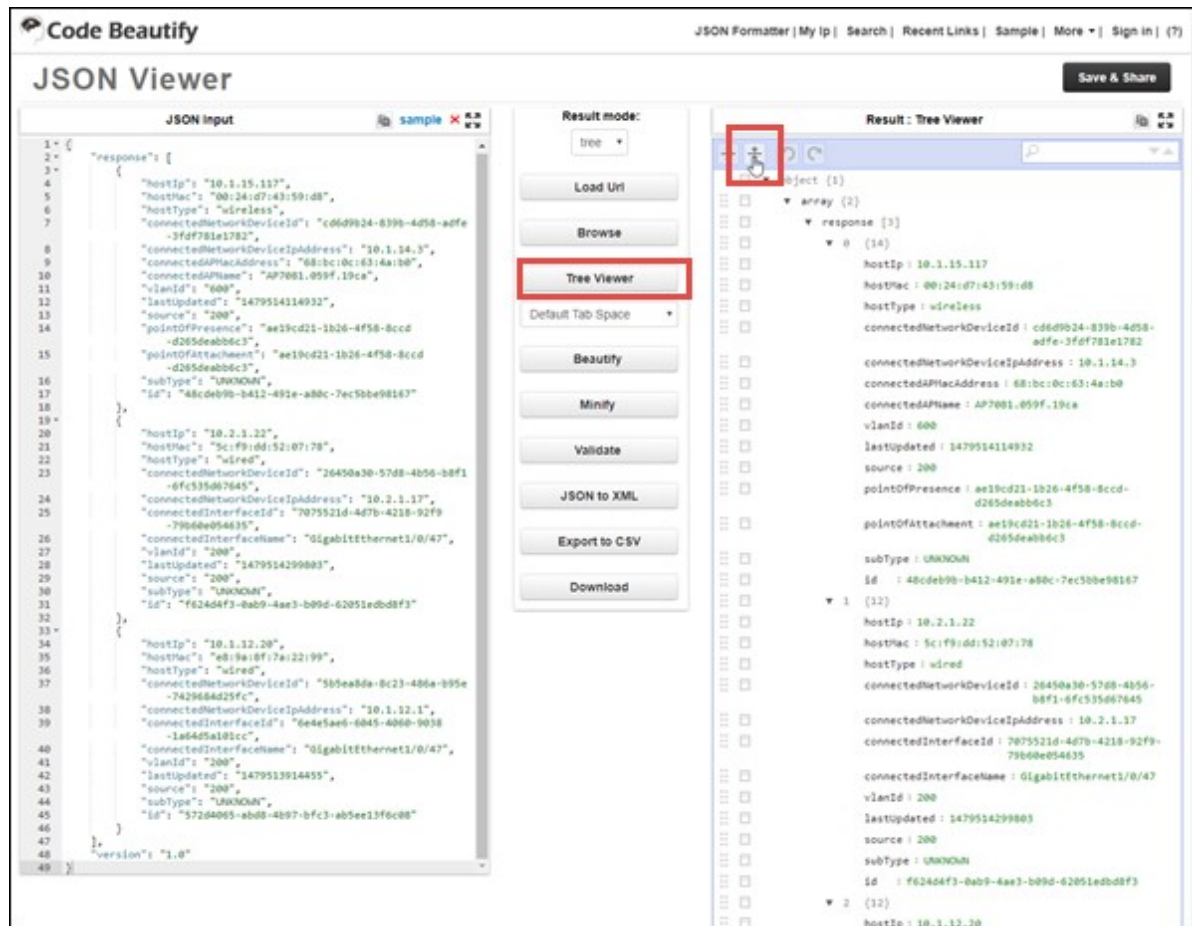 Code Beautify
JSON Formatter | My Ip | Search | Recent Links | Sample | More ▾ | Sign in | (?)
JSON Viewer
Save & Share
JSON Input
sample
1 {
2 "response": [
3 {
4 "hostIp": "10.1.15.117",
5 "hostMac": "00:24:d7:43:59:d8",
6 "hostType": "wireless",
7 "connectedNetworkDeviceId": "cd6d9b24-839b-4d58-adfe
-3fdf781e1782",
8 "connectedNetworkDeviceIpAddress": "10.1.14.3",
9 "connectedAPMacAddress": "68:bc:0c:63:4a:b0",
10 "connectedAPName": "AP7081.059f.19ca",
11 "vlanId": "600",
12 "lastUpdated": "1479514114932",
13 "source": "200",
14 "pointOfPresence": "ae19cd21-1b26-4f58-8ccd
-d265deabb6c3",
15 "pointOfAttachment": "ae19cd21-1b26-4f58-8ccd
-d265deabb6c3",
16 "subType": "UNKNOWN",
17 "id": "48cdeb9b-b412-491e-a80c-7ec5bbe98167"
18 },
19 {
20 "hostIp": "10.2.1.22",
21 "hostMac": "5c:f9:dd:52:07:78",
22 "hostType": "wired",
23 "connectedNetworkDeviceId": "26450a30-57d8-4b56-b8f1
-6fc535d67645",
24 "connectedNetworkDeviceIpAddress": "10.2.1.17",
25 "connectedInterfaceId": "7075521d-4d7b-4218-92f9
-79b60e054635",
26 "connectedInterfaceName": "GigabitEthernet1/0/47",
27 "vlanId": "200",
28 "lastUpdated": "1479514299803",
29 "source": "200",
30 "subType": "UNKNOWN",
31 "id": "f624d4f3-0ab9-4ae3-b09d-62051edbd8f3"
32 },
33 {
34 "hostIp": "10.1.12.20",
35 "hostMac": "e8:9a:8f:7a:22:99",
36 "hostType": "wired",
37 "connectedNetworkDeviceId": "5b5ea8da-8c23-486a-b95e
-7429684d25fc",
38 "connectedNetworkDeviceIpAddress": "10.1.12.1",
39 "connectedInterfaceId": "6e4e5ae6-6045-4060-9038
-1a64d5a101cc",
40 "connectedInterfaceName": "GigabitEthernet1/0/47",
41 "vlanId": "200",
42 "lastUpdated": "1479513914455",
43 "source": "200",
44 "subType": "UNKNOWN",
45 "id": "572d4065-abd8-4b97-bfc3-ab5ee13f6c08"
46 }
47 ],
48 "version": "1.0"
49 }
Result mode:
tree
Load Url
Browse
Tree Viewer
Default Tab Space
Beautify
Minify
Validate
JSON to XML
Export to CSV
Download
Result : Tree Viewer
object {1}
array {2}
response [3]
0 {14}
hostIp : 10.1.15.117
hostMac : 00:24:d7:43:59:d8
hostType : wireless
connectedNetworkDeviceId : cd6d9b24-839b-4d58-
adfe-3fdf781e1782
connectedNetworkDeviceIpAddress : 10.1.14.3
connectedAPMacAddress : 68:bc:0c:63:4a:b0
connectedAPName : AP7081.059f.19ca
vlanId : 600
lastUpdated : 1479514114932
source : 200
pointOfPresence : ae19cd21-1b26-4f58-8ccd-
d265deabb6c3
pointOfAttachment : ae19cd21-1b26-4f58-8ccd-
d265deabb6c3
subType : UNKNOWN
id : 48cdeb9b-b412-491e-a80c-7ec5bbe98167
1 {12}
hostIp : 10.2.1.22
hostMac : 5c:f9:dd:52:07:78
hostType : wired
connectedNetworkDeviceId : 26450a30-57d8-4b56-
b8f1-6fc535d67645
connectedNetworkDeviceIpAddress : 10.2.1.17
connectedInterfaceId : 7075521d-4d7b-4218-92f9-
79b60e054635
connectedInterfaceName : GigabitEthernet1/0/47
vlanId : 200
lastUpdated : 1479514299803
source : 200
subType : UNKNOWN
id : f624d4f3-0ab9-4ae3-b09d-62051edbd8f3
2 {12}
hostIp : 10.1.12.20